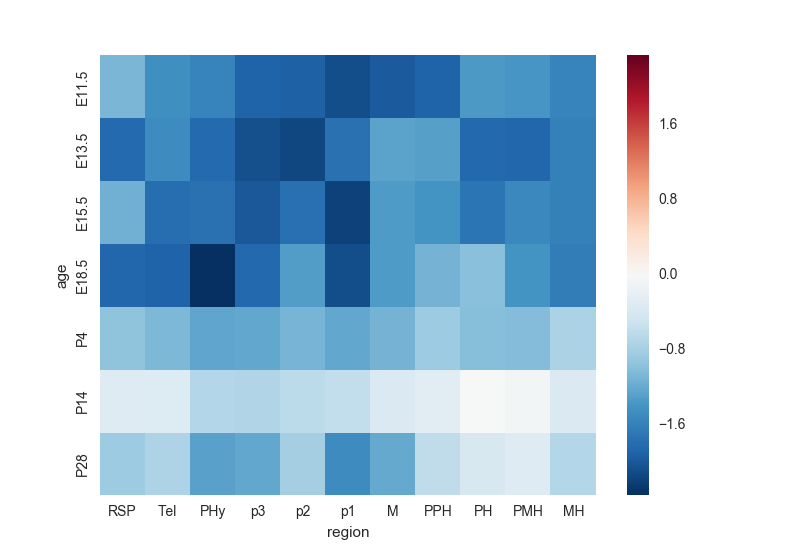 E11.5
E13.5
E15.5
E18.5
P4
P14
P28
age
RSP Tel PHy p3 p2 p1 M PPH PH PMH MH
region
1.6
0.8
0.0
−0.8
−1.6